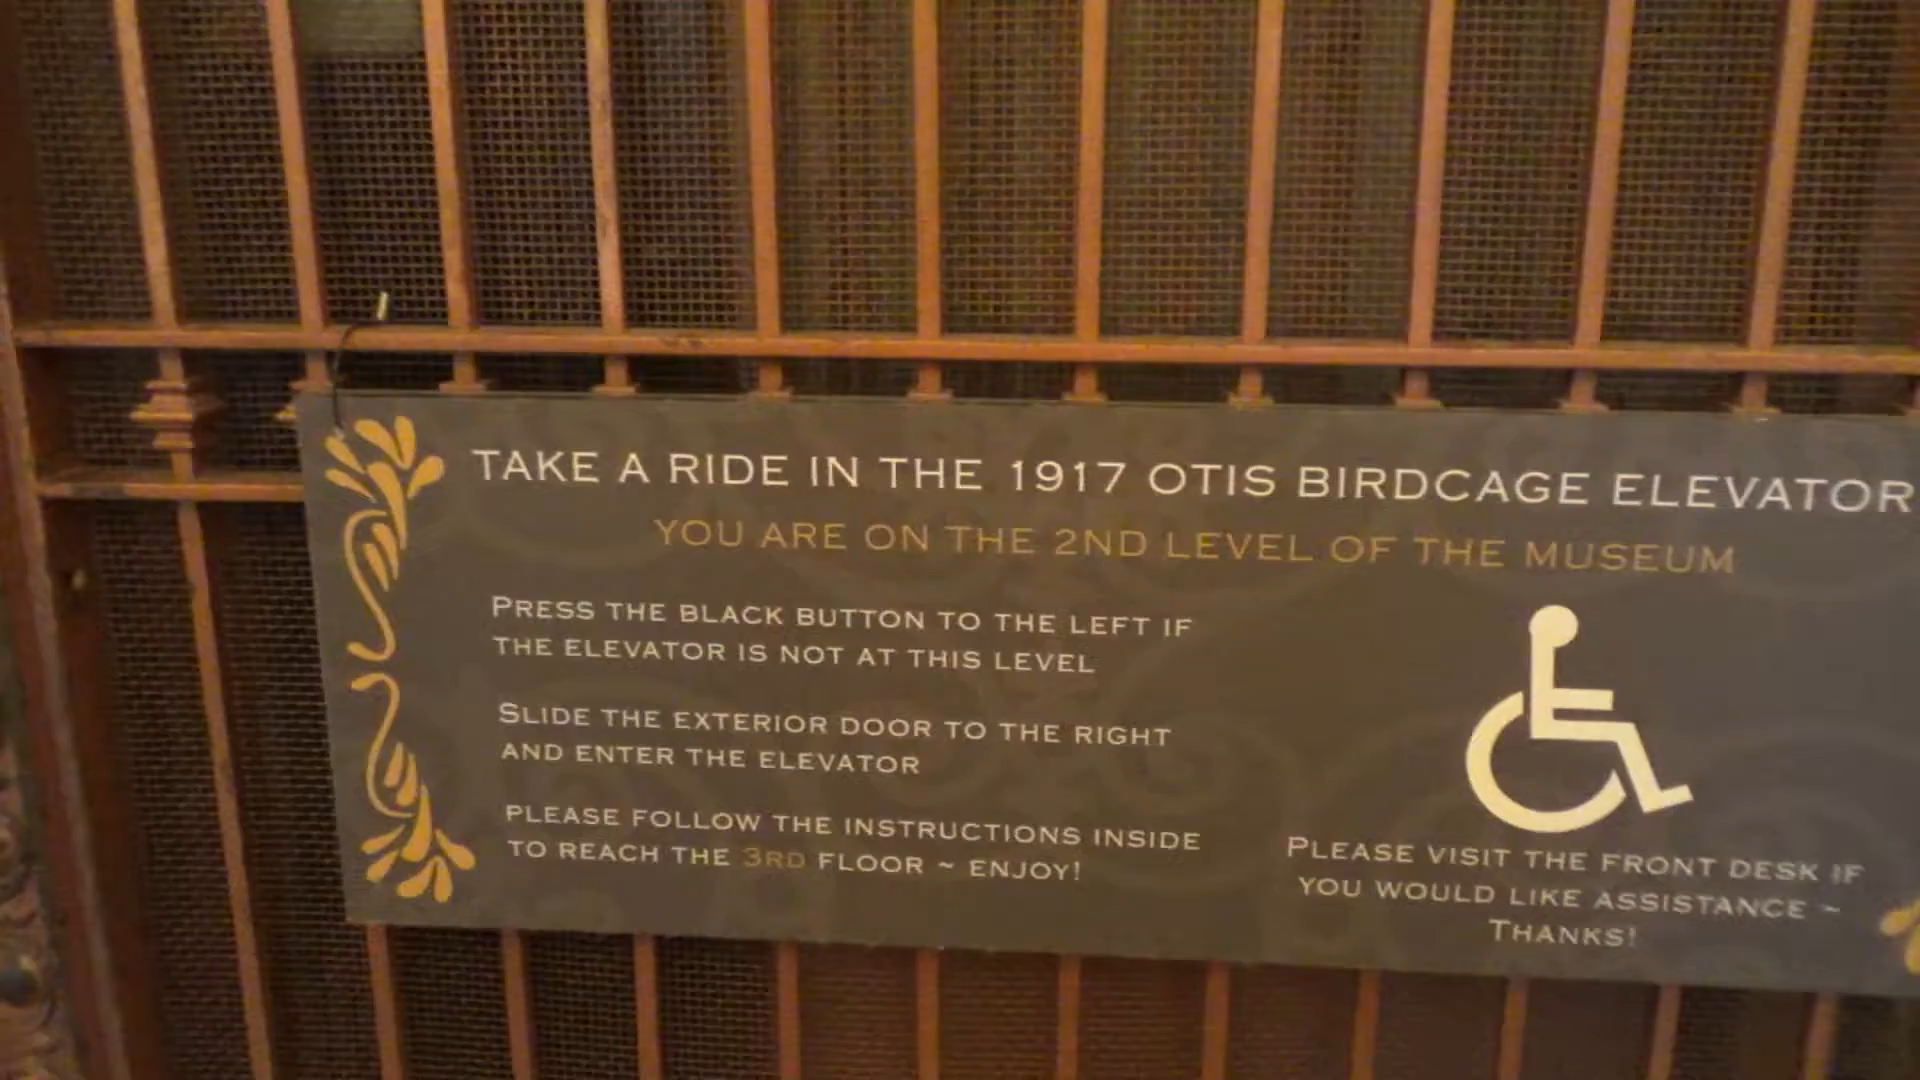 TAKE A RIDE IN THE 1917 OTIS BIRDCAGE ELEVATOR
YOU ARE ON THE 2ND LEVEL OF THE MUSEUM
PRESS THE BLACK BUTTON TO THE LEFT IF
THE ELEVATOR IS NOT AT THIS LEVEL
SLIDE THE EXTERIOR DOOR TO THE RIGHT
AND ENTER THE ELEVATOR
PLEASE FOLLOW THE INSTRUCTIONS INSIDE
TO REACH THE 3RD FLOOR ~ ENJOY!
PLEASE VISIT THE FRONT DESK IF
YOU WOULD LIKE ASSISTANCE ~
THANKS!